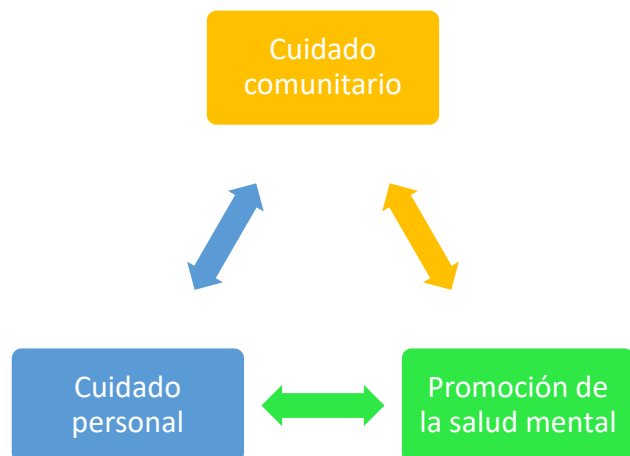 Cuidado
comunitario
Cuidado
personal
Promoción de
la salud mental